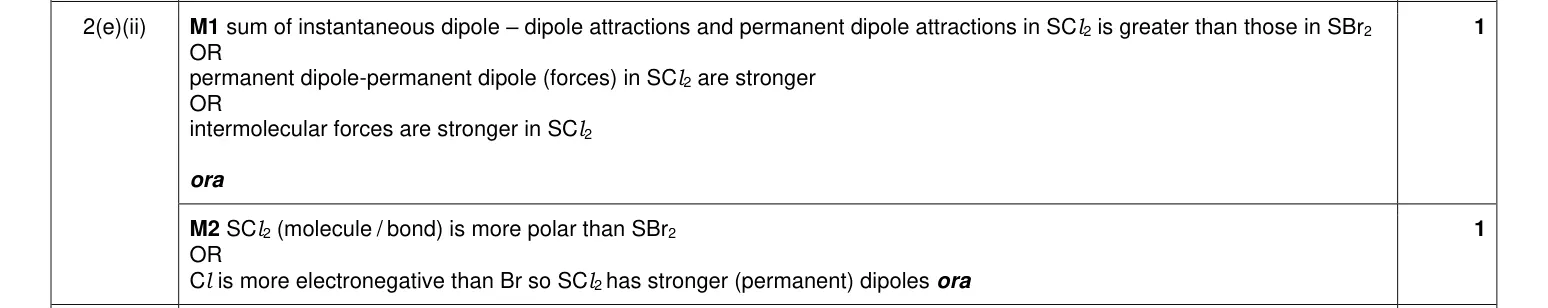 2(e)(ii)
M1 sum of instantaneous dipole – dipole attractions and permanent dipole attractions in SCl₂ is greater than those in SBr₂
1
OR
permanent dipole-permanent dipole (forces) in SCl₂ are stronger
OR
intermolecular forces are stronger in SCl₂
ora
M2 SCl₂ (molecule / bond) is more polar than SBr₂
1
OR
Cl is more electronegative than Br so SCl₂ has stronger (permanent) dipoles ora